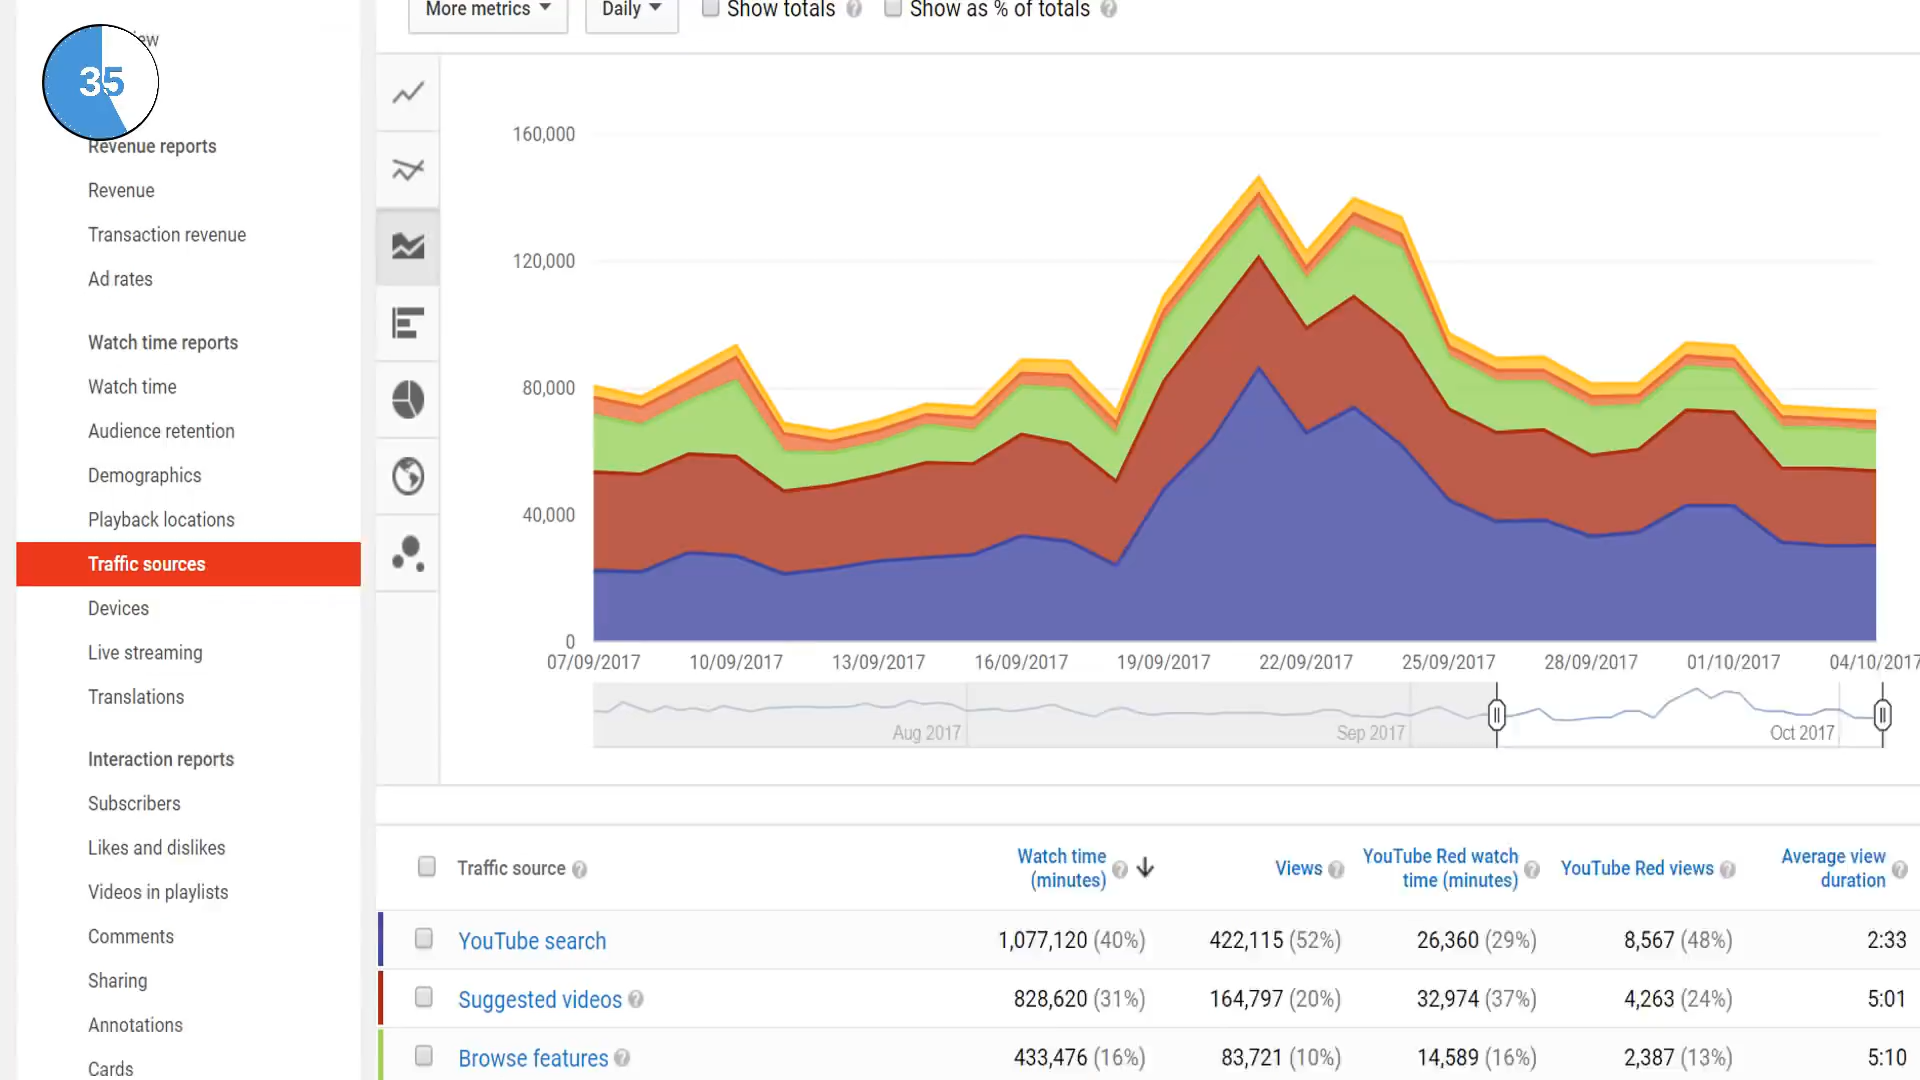 More metrics
Daily
Show totals
Show as % of totals
35
Revenue reports
Revenue
Transaction revenue
Ad rates
Watch time reports
Watch time
Audience retention
Demographics
Playback locations
Traffic sources
Devices
Live streaming
Translations
Interaction reports
Subscribers
Likes and dislikes
Videos in playlists
Comments
Sharing
Annotations
Cards
160,000
120,000
80,000
40,000
0
07/09/2017 10/09/2017 13/09/2017 16/09/2017 19/09/2017 22/09/2017 25/09/2017 28/09/2017 01/10/2017 04/10/2017
Aug 2017 Sep 2017 Oct 2017
Traffic source Watch time (minutes) Views YouTube Red watch time (minutes) YouTube Red views Average view duration
YouTube search 1,077,120 (40%) 422,115 (52%) 26,360 (29%) 8,567 (48%) 2:33
Suggested videos 828,620 (31%) 164,797 (20%) 32,974 (37%) 4,263 (24%) 5:01
Browse features 433,476 (16%) 83,721 (10%) 14,589 (16%) 2,387 (13%) 5:10